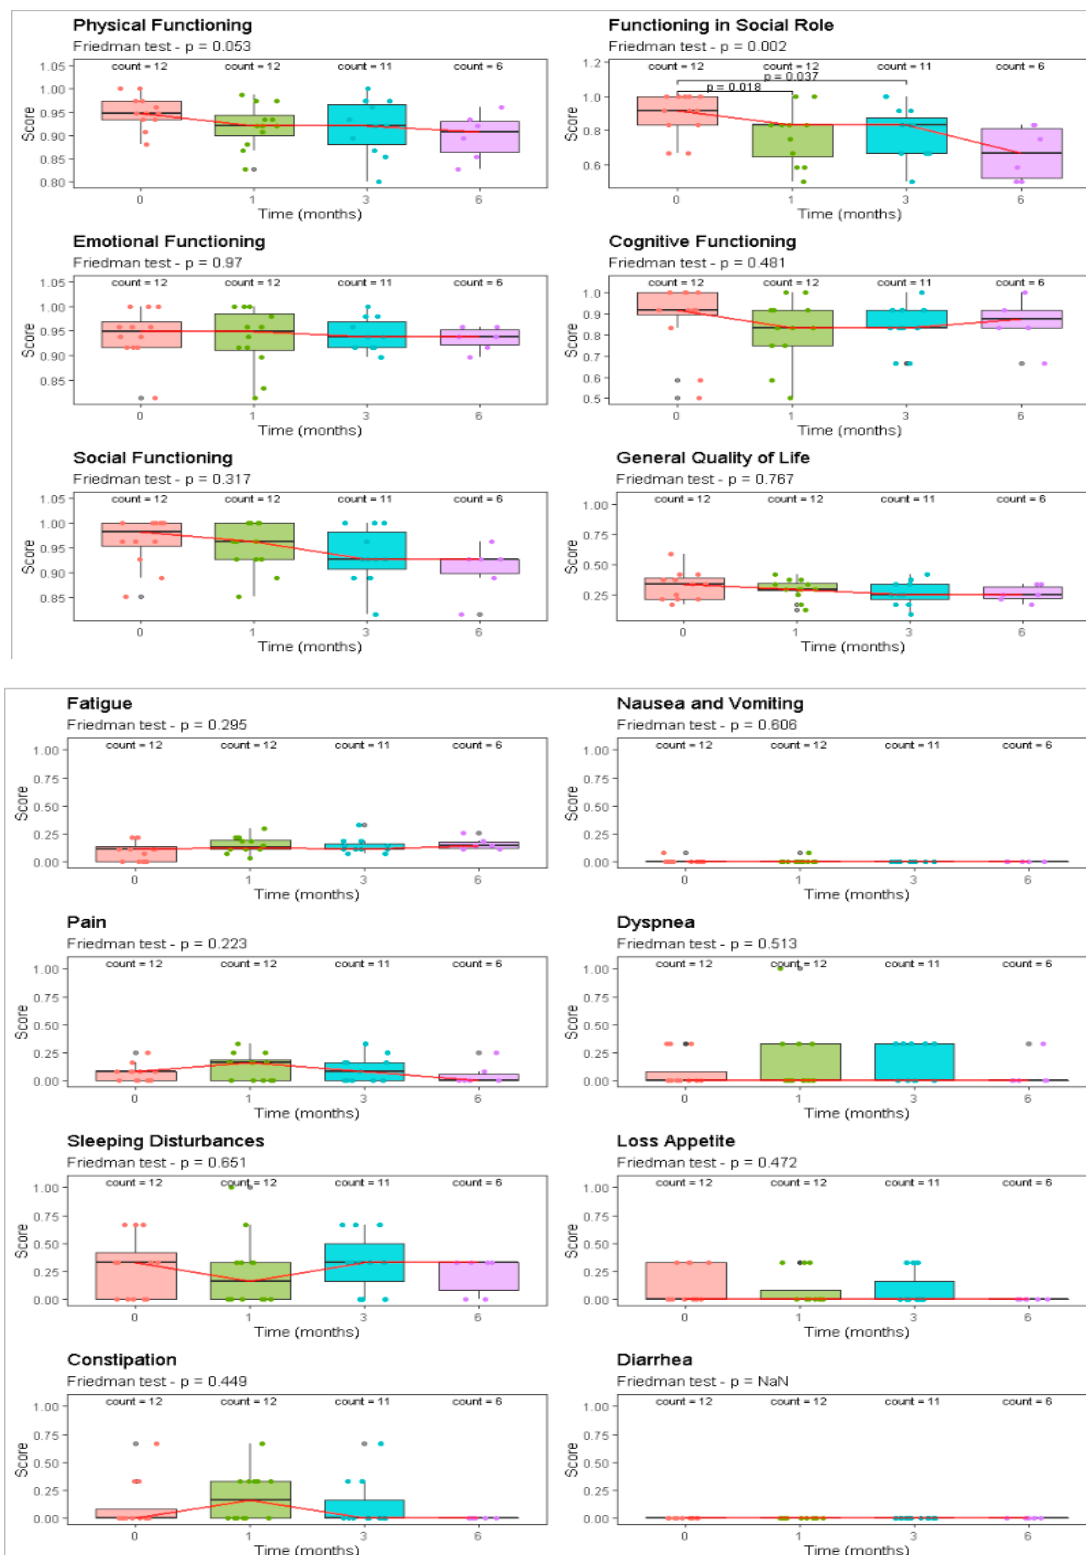 Physical Functioning
Friedman test - p = 0.053
count = 12 count = 12 count = 11 count = 6
1.05
1.00
0.95
0.90
0.85
0.80
Score
0 1 3 6
Time (months)
Functioning in Social Role
Friedman test - p = 0.002
count = 12 count = 12 count = 11 count = 6
p = 0.037
p = 0.018
1.2
1.0
0.8
0.6
Score
0 1 3 6
Time (months)
Emotional Functioning
Friedman test - p = 0.97
count = 12 count = 12 count = 11 count = 6
1.05
1.00
0.95
0.90
0.85
Score
0 1 3 6
Time (months)
Cognitive Functioning
Friedman test - p = 0.481
count = 12 count = 12 count = 11 count = 6
1.0
0.9
0.8
0.7
0.6
0.5
Score
0 1 3 6
Time (months)
Social Functioning
Friedman test - p = 0.317
count = 12 count = 12 count = 11 count = 6
1.05
1.00
0.95
0.90
0.85
Score
0 1 3 6
Time (months)
General Quality of Life
Friedman test - p = 0.767
count = 12 count = 12 count = 11 count = 6
1.00
0.75
0.50
0.25
Score
0 1 3 6
Time (months)
Fatigue
Friedman test - p = 0.295
count = 12 count = 12 count = 11 count = 6
1.00
0.75
0.50
0.25
0.00
Score
0 1 3 6
Time (months)
Nausea and Vomiting
Friedman test - p = 0.606
count = 12 count = 12 count = 11 count = 6
1.00
0.75
0.50
0.25
0.00
Score
0 1 3 6
Time (months)
Pain
Friedman test - p = 0.223
count = 12 count = 12 count = 11 count = 6
1.00
0.75
0.50
0.25
0.00
Score
0 1 3 6
Time (months)
Dyspnea
Friedman test - p = 0.513
count = 12 count = 12 count = 11 count = 6
1.00
0.75
0.50
0.25
0.00
Score
0 1 3 6
Time (months)
Sleeping Disturbances
Friedman test - p = 0.651
count = 12 count = 12 count = 11 count = 6
1.00
0.75
0.50
0.25
0.00
Score
0 1 3 6
Time (months)
Loss Appetite
Friedman test - p = 0.472
count = 12 count = 12 count = 11 count = 6
1.00
0.75
0.50
0.25
0.00
Score
0 1 3 6
Time (months)
Constipation
Friedman test - p = 0.449
count = 12 count = 12 count = 11 count = 6
1.00
0.75
0.50
0.25
0.00
Score
0 1 3 6
Time (months)
Diarrhea
Friedman test - p = NaN
count = 12 count = 12 count = 11 count = 6
1.00
0.75
0.50
0.25
0.00
Score
0 1 3 6
Time (months)